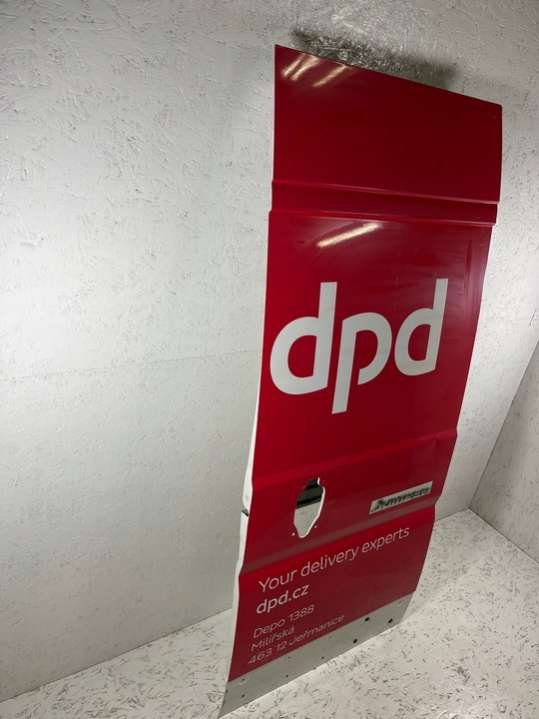 dpd
Your delivery experts
dpd.cz
Depo 1388
Milířská
463 12 Jeřmanice